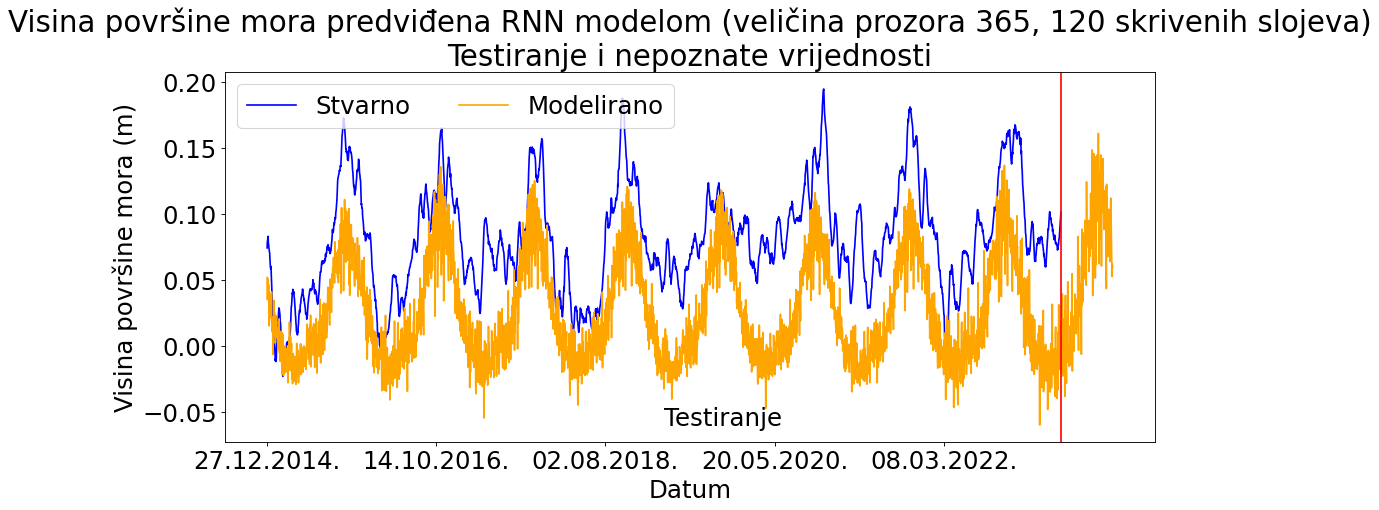 Visina površine mora predviđena RNN modelom (veličina prozora 365, 120 skrivenih slojeva)
Testiranje i nepoznate vrijednosti
Stvarno Modelirano
Visina površine mora (m)
0.20
0.15
0.10
0.05
0.00
−0.05
Testiranje
27.12.2014. 14.10.2016. 02.08.2018. 20.05.2020. 08.03.2022.
Datum